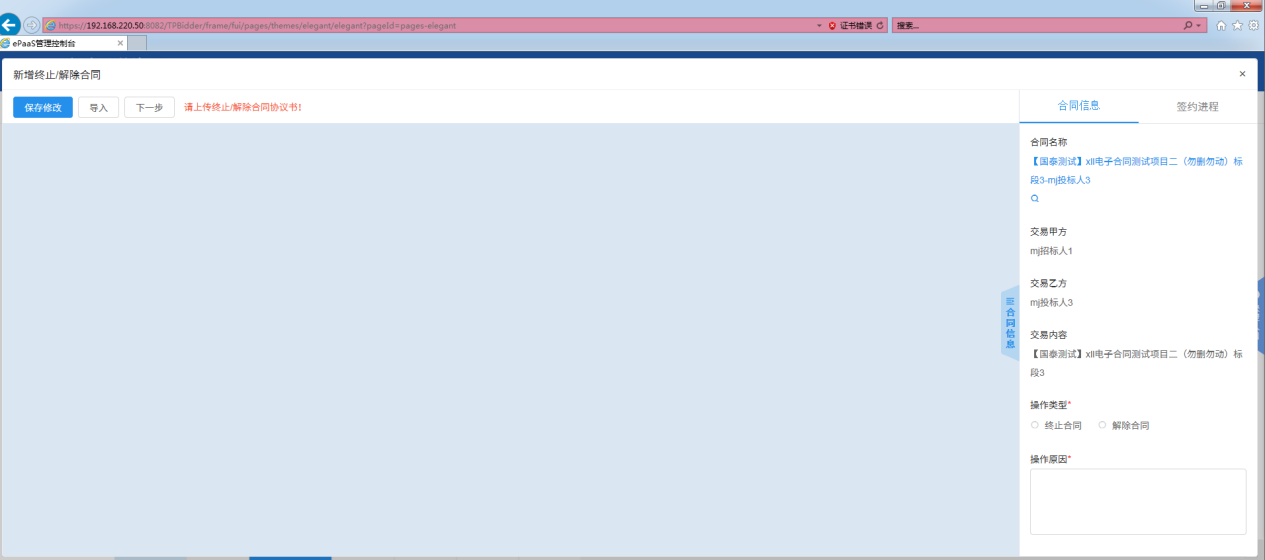 https://192.168.220.50:8082/TPBidder/frame/fui/pages/themes/elegant/elegant?pageId=pages-elegant
证书错误
搜索...
ePaaS管理控制台
新增终止/解除合同
保存修改
导入
下一步
请上传终止/解除合同协议书!
合同信息
签约进程
合同名称
【国泰测试】xll电子合同测试项目二（勿删勿动）标
段3-mj投标人3
交易甲方
mj招标人1
交易乙方
mj投标人3
合同信息
交易内容
【国泰测试】xll电子合同测试项目二（勿删勿动）标
段3
操作类型*
终止合同
解除合同
操作原因*